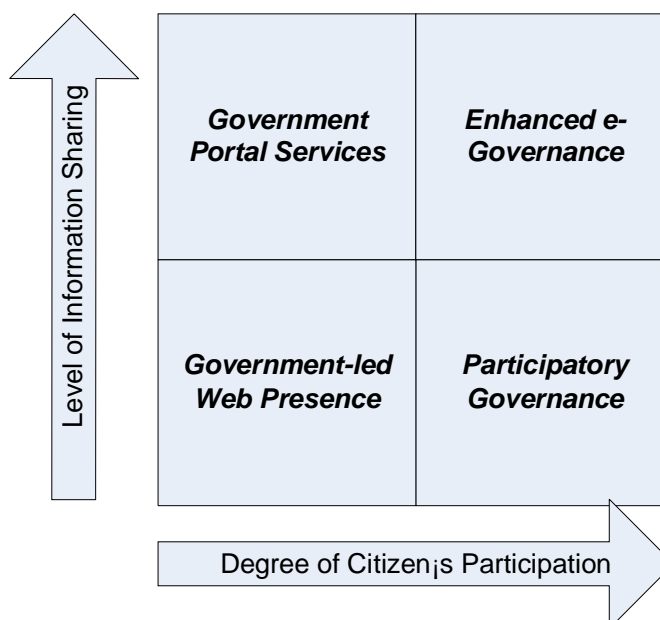 Level of Information Sharing
Government
Portal Services
Enhanced e-
Governance
Government-led
Web Presence
Participatory
Governance
Degree of Citizen¡s Participation